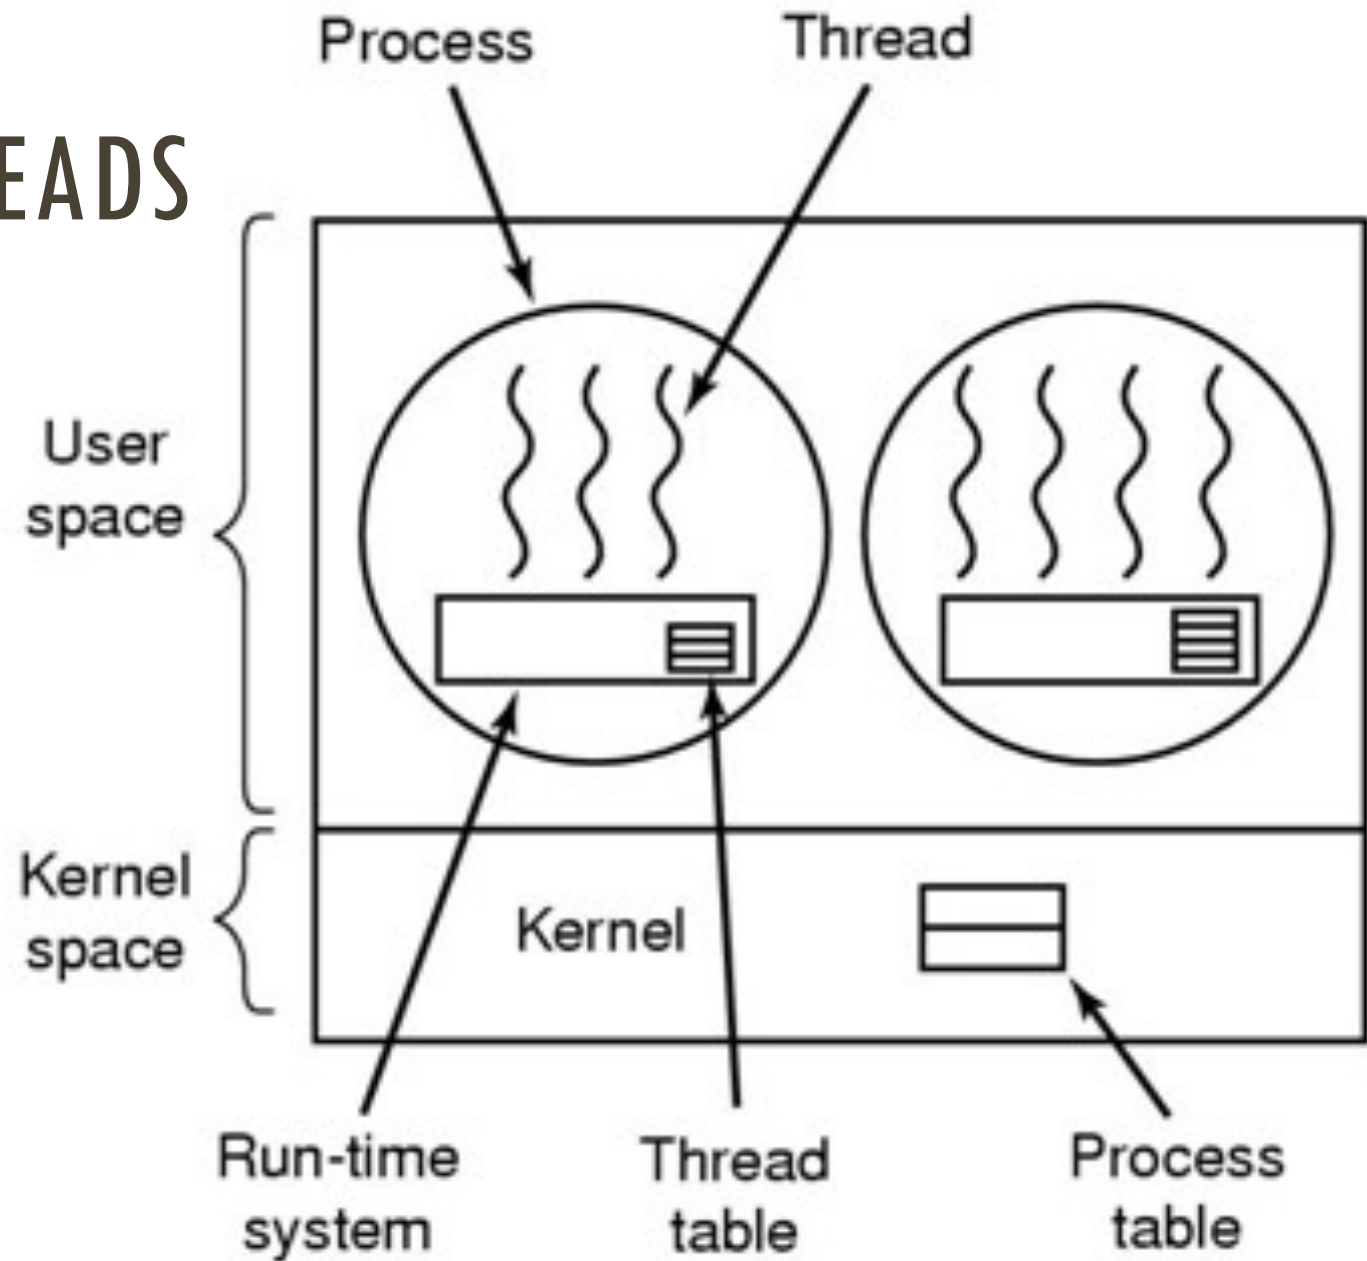 Process
Thread
EADS
User
space
Kernel
space
Kernel
Run-time
system
Thread
table
Process
table